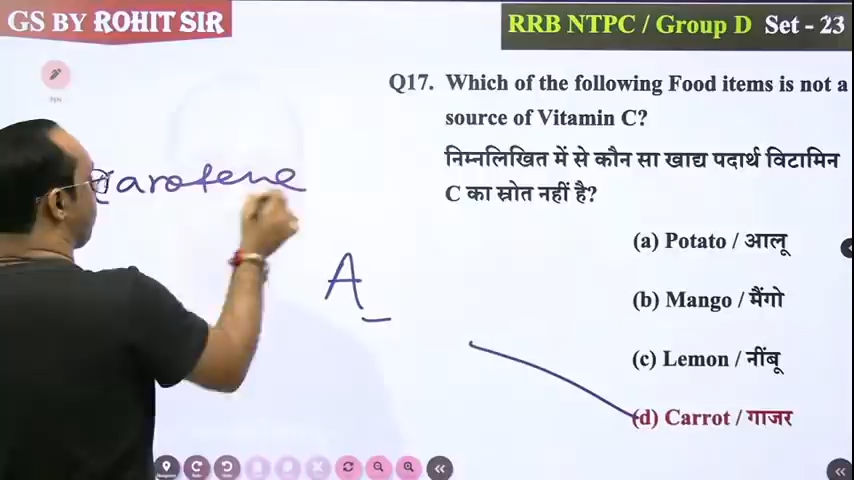 GS BY ROHIT SIR
RRB NTPC / Group D Set - 23
PEN
Q17. Which of the following Food items is not a
source of Vitamin C?
निम्नलिखित में से कौन सा खाद्य पदार्थ विटामिन
C का स्रोत नहीं है?
(a) Potato / आलू
(b) Mango / मैंगो
(c) Lemon / नींबू
(d) Carrot / गाजर
Carotene
A